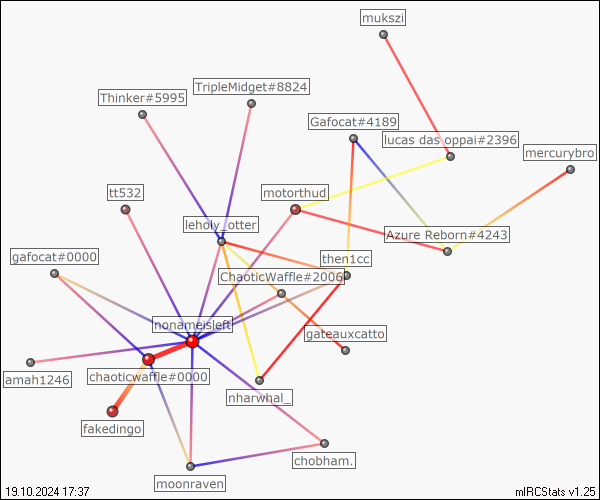 mukszi
TripleMidget#8824
Thinker#5995
Gafocat#4189
lucas das oppai#2396
mercurybro
tt532
motorthud
leholy_otter
Azure Reborn#4243
gafocat#0000
then1cc
ChaoticWaffle#2006
nonameisleft
gateauxcatto
amah1246
chaoticwaffle#0000
nharwhal_
fakedingo
chobham.
moonraven
19.10.2024 17:37
mIRCStats v1.25